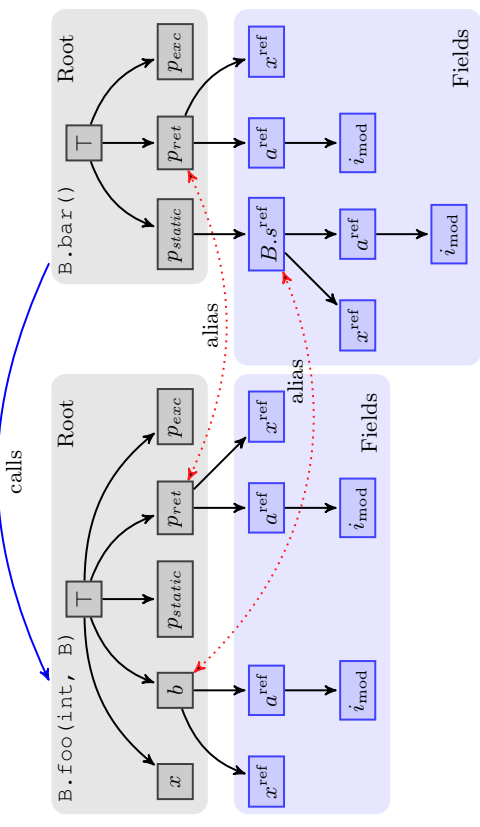 calls
B.foo(int, B)
Root
B.bar()
Root
⊤
⊤
x
b
p_static
p_ret
p_exc
p_static
p_ret
p_exc
alias
x^ref
a^ref
a^ref
x^ref
B.s^ref
a^ref
x^ref
alias
i_mod
i_mod
x^ref
a^ref
i_mod
Fields
i_mod
Fields